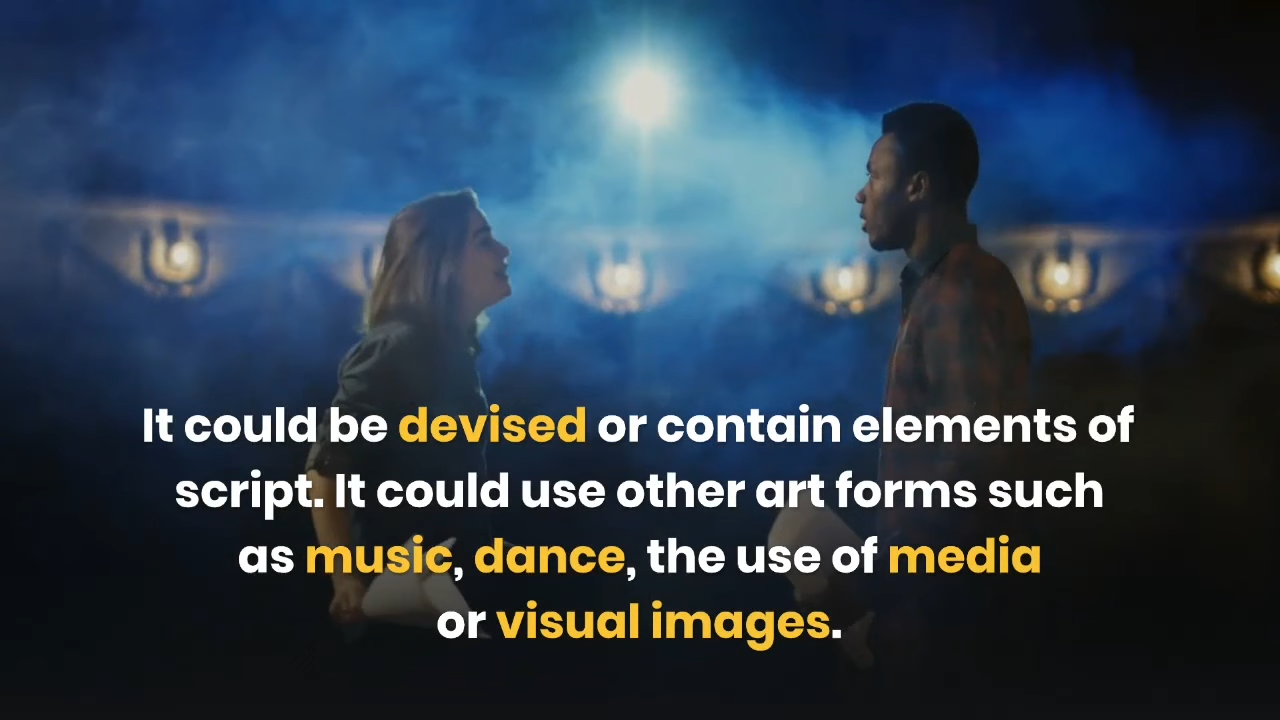 It could be devised or contain elements of
script. It could use other art forms such
as music, dance, the use of media
or visual images.